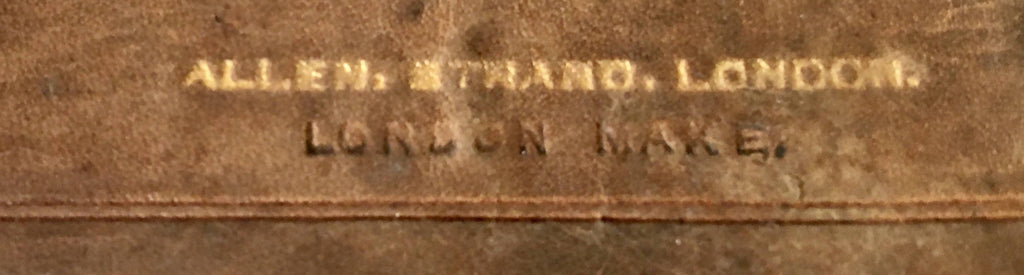 ALLEN, STRAND, LONDON.
LONDON MAKE.